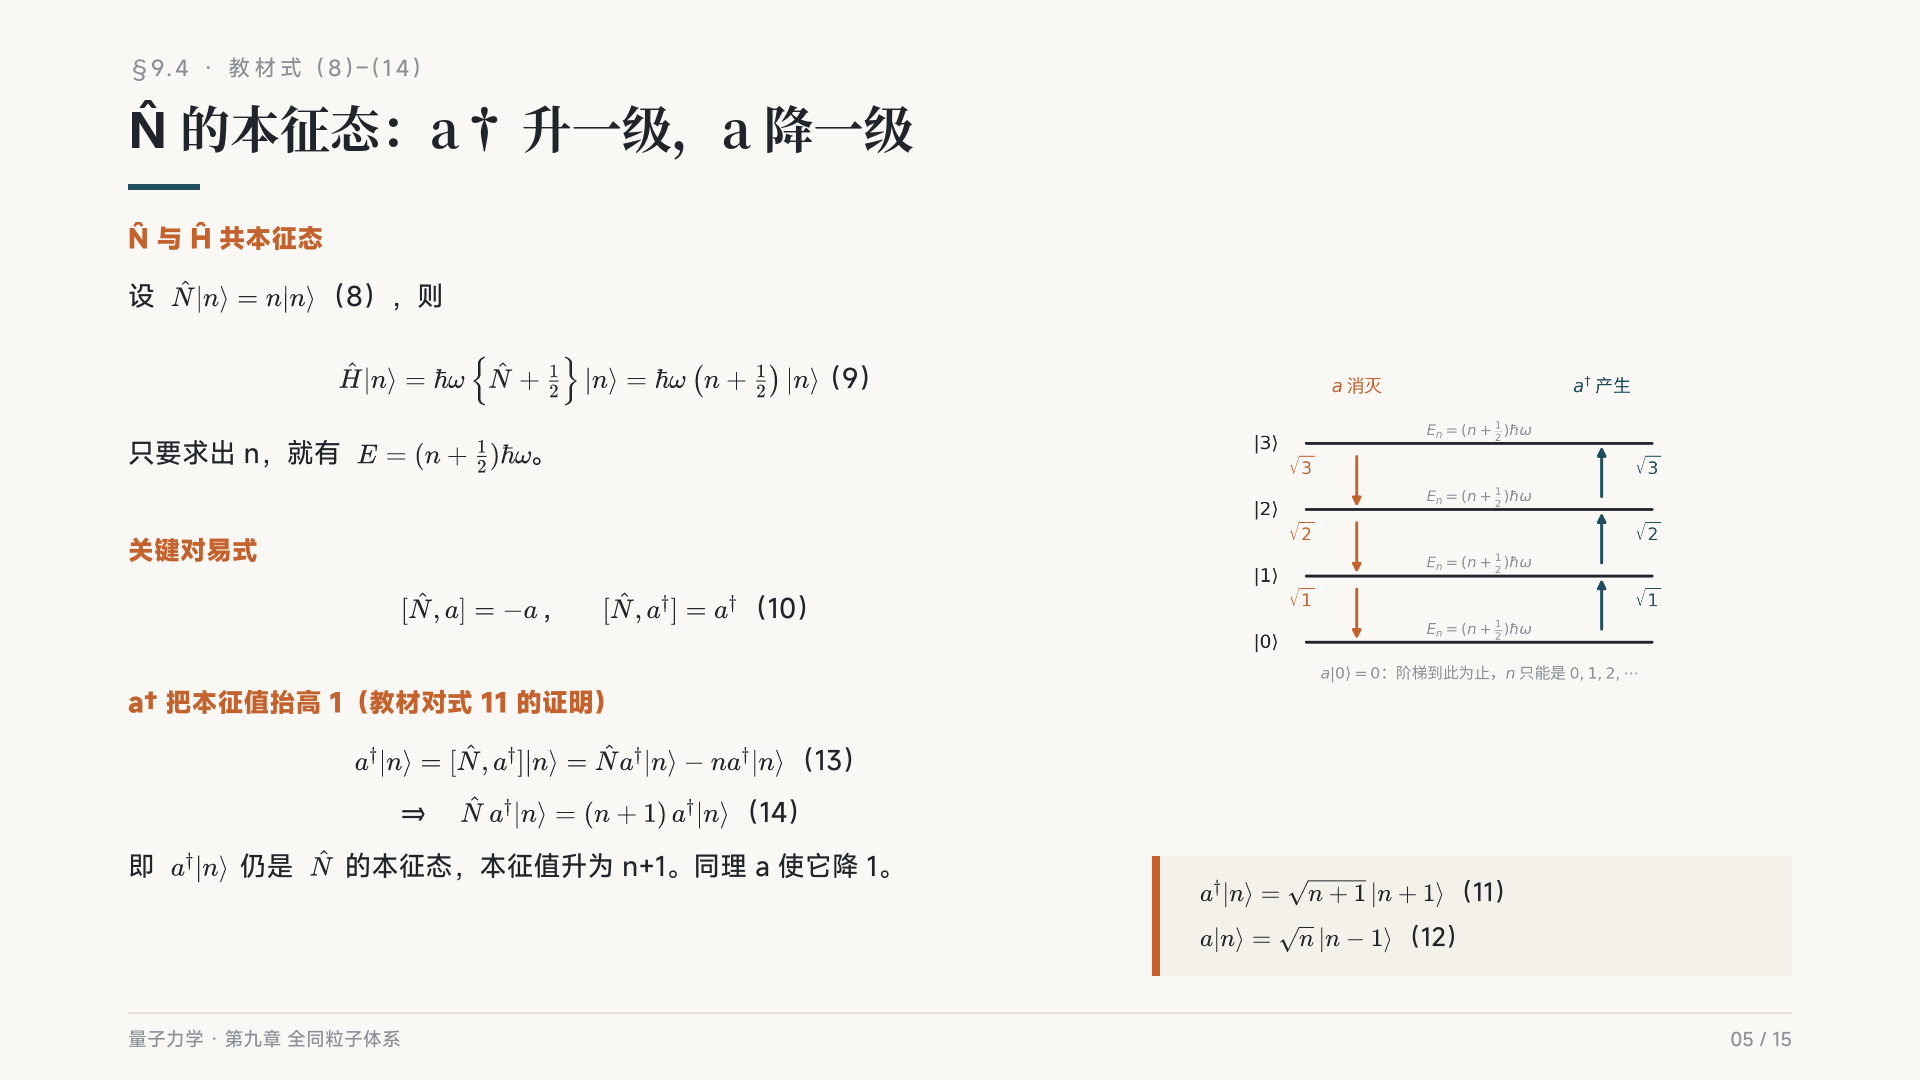 §9.4 · 教材式 (8)–(14)
N̂ 的本征态：a† 升一级，a 降一级
N̂ 与 Ĥ 共本征态
设 N̂|n⟩ = n|n⟩（8），则
Ĥ|n⟩ = ħω {N̂ + 1/2} |n⟩ = ħω (n + 1/2) |n⟩（9）
只要求出 n，就有 E = (n + 1/2)ħω。
关键对易式
[N̂, a] = −a ,  [N̂, a†] = a†（10）
a† 把本征值抬高 1（教材对式 11 的证明）
a†|n⟩ = [N̂, a†]|n⟩ = N̂a†|n⟩ − na†|n⟩（13）
⇒ N̂ a†|n⟩ = (n + 1) a†|n⟩（14）
即 a†|n⟩ 仍是 N̂ 的本征态，本征值升为 n+1。同理 a 使它降 1。
a 消灭 a† 产生
|3⟩ Eₙ = (n + 1/2)ħω
√3 √3
|2⟩ Eₙ = (n + 1/2)ħω
√2 √2
|1⟩ Eₙ = (n + 1/2)ħω
√1 √1
|0⟩ Eₙ = (n + 1/2)ħω
a|0⟩ = 0：阶梯到此为止，n 只能是 0, 1, 2, ⋯
a†|n⟩ = √(n + 1) |n + 1⟩（11）
a|n⟩ = √n |n − 1⟩（12）
量子力学 · 第九章 全同粒子体系
05 / 15